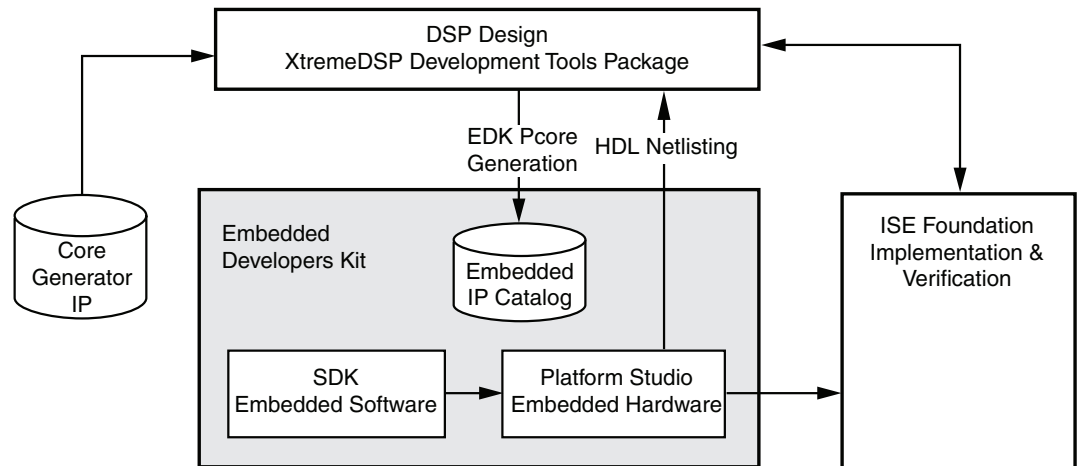 DSP Design
XtremeDSP Development Tools Package
EDK Pcore
Generation
HDL Netlisting
Core
Generator
IP
Embedded
Developers Kit
Embedded
IP Catalog
ISE Foundation
Implementation &
Verification
SDK
Embedded Software
Platform Studio
Embedded Hardware